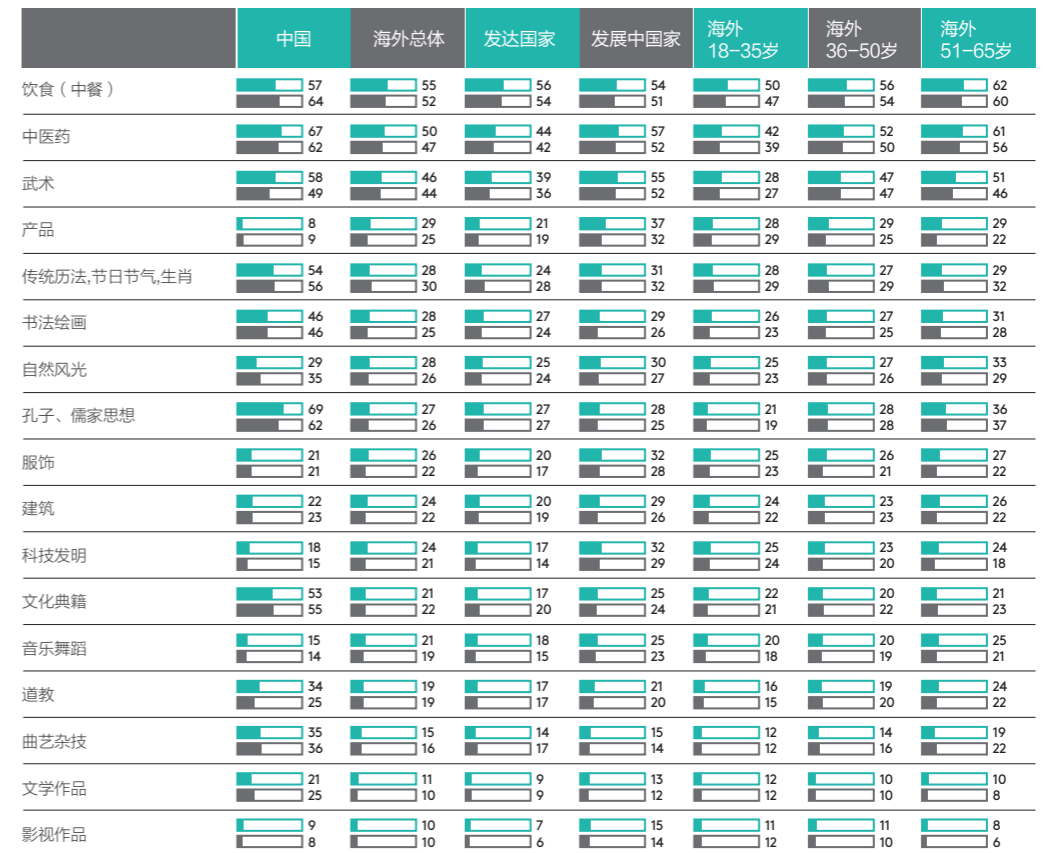 中国 海外总体 发达国家 发展中国家 海外 海外 海外
18-35岁 36-50岁 51-65岁
饮食（中餐） 57 55 56 54 50 56 62
64 52 54 51 47 54 60
中医药 67 50 44 57 42 52 61
62 47 42 52 39 50 56
武术 58 46 39 55 28 47 51
49 44 36 52 27 47 46
产品 8 29 21 37 28 29 29
9 25 19 32 29 25 22
传统历法,节日节气,生肖 54 28 24 31 28 27 29
56 30 28 32 29 29 32
书法绘画 46 28 27 29 26 27 31
46 25 24 26 23 25 28
自然风光 29 28 25 30 25 27 33
35 26 24 27 23 26 29
孔子、儒家思想 69 27 27 28 21 28 36
62 26 27 25 19 28 37
服饰 21 26 20 32 25 26 27
21 22 17 28 23 21 22
建筑 22 24 20 29 24 23 26
23 22 19 26 22 23 22
科技发明 18 24 17 32 25 23 24
15 21 14 29 24 20 18
文化典籍 53 21 17 25 22 20 21
55 22 20 24 21 22 23
音乐舞蹈 15 21 18 25 20 20 25
14 19 15 23 18 19 21
道教 34 19 17 21 16 19 24
25 19 17 20 15 20 22
曲艺杂技 35 15 14 15 12 14 19
36 16 17 14 12 16 22
文学作品 21 11 9 13 12 10 10
25 10 9 12 12 10 8
影视作品 9 10 7 15 11 11 8
8 10 6 14 12 10 6